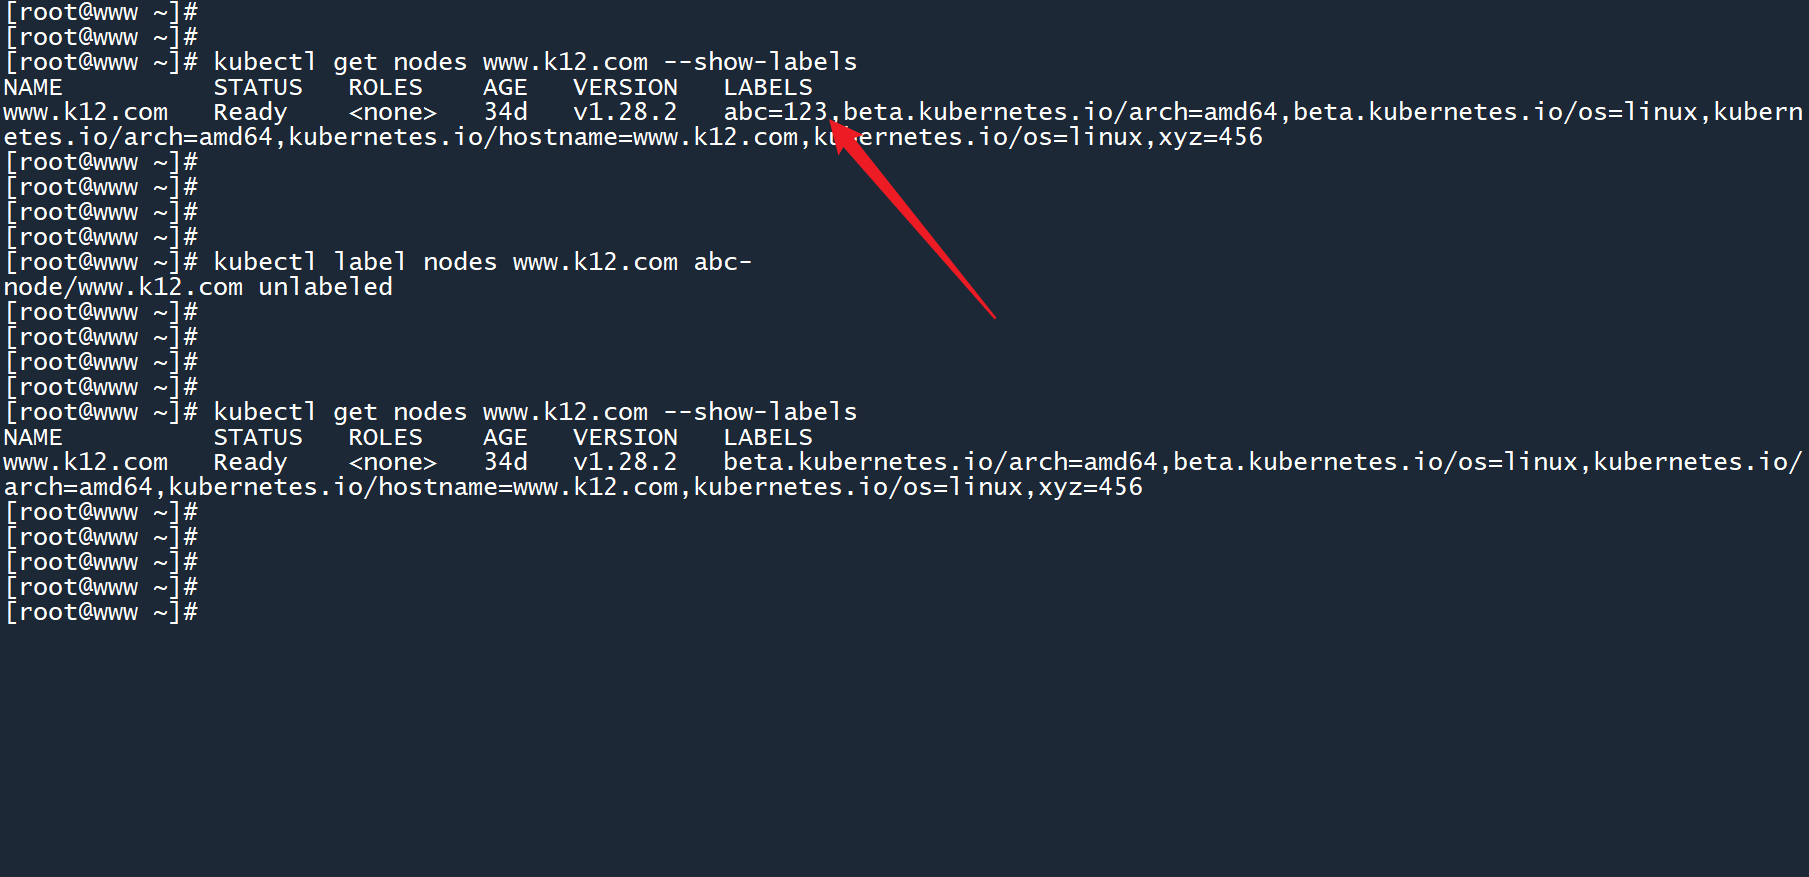 [root@www ~]#
[root@www ~]#
[root@www ~]# kubectl get nodes www.k12.com --show-labels
NAME          STATUS   ROLES    AGE   VERSION   LABELS
www.k12.com   Ready    <none>   34d   v1.28.2   abc=123,beta.kubernetes.io/arch=amd64,beta.kubernetes.io/os=linux,kubern
etes.io/arch=amd64,kubernetes.io/hostname=www.k12.com,kubernetes.io/os=linux,xyz=456
[root@www ~]#
[root@www ~]#
[root@www ~]#
[root@www ~]#
[root@www ~]# kubectl label nodes www.k12.com abc-
node/www.k12.com unlabeled
[root@www ~]#
[root@www ~]#
[root@www ~]#
[root@www ~]#
[root@www ~]# kubectl get nodes www.k12.com --show-labels
NAME          STATUS   ROLES    AGE   VERSION   LABELS
www.k12.com   Ready    <none>   34d   v1.28.2   beta.kubernetes.io/arch=amd64,beta.kubernetes.io/os=linux,kubernetes.io/
arch=amd64,kubernetes.io/hostname=www.k12.com,kubernetes.io/os=linux,xyz=456
[root@www ~]#
[root@www ~]#
[root@www ~]#
[root@www ~]#
[root@www ~]#